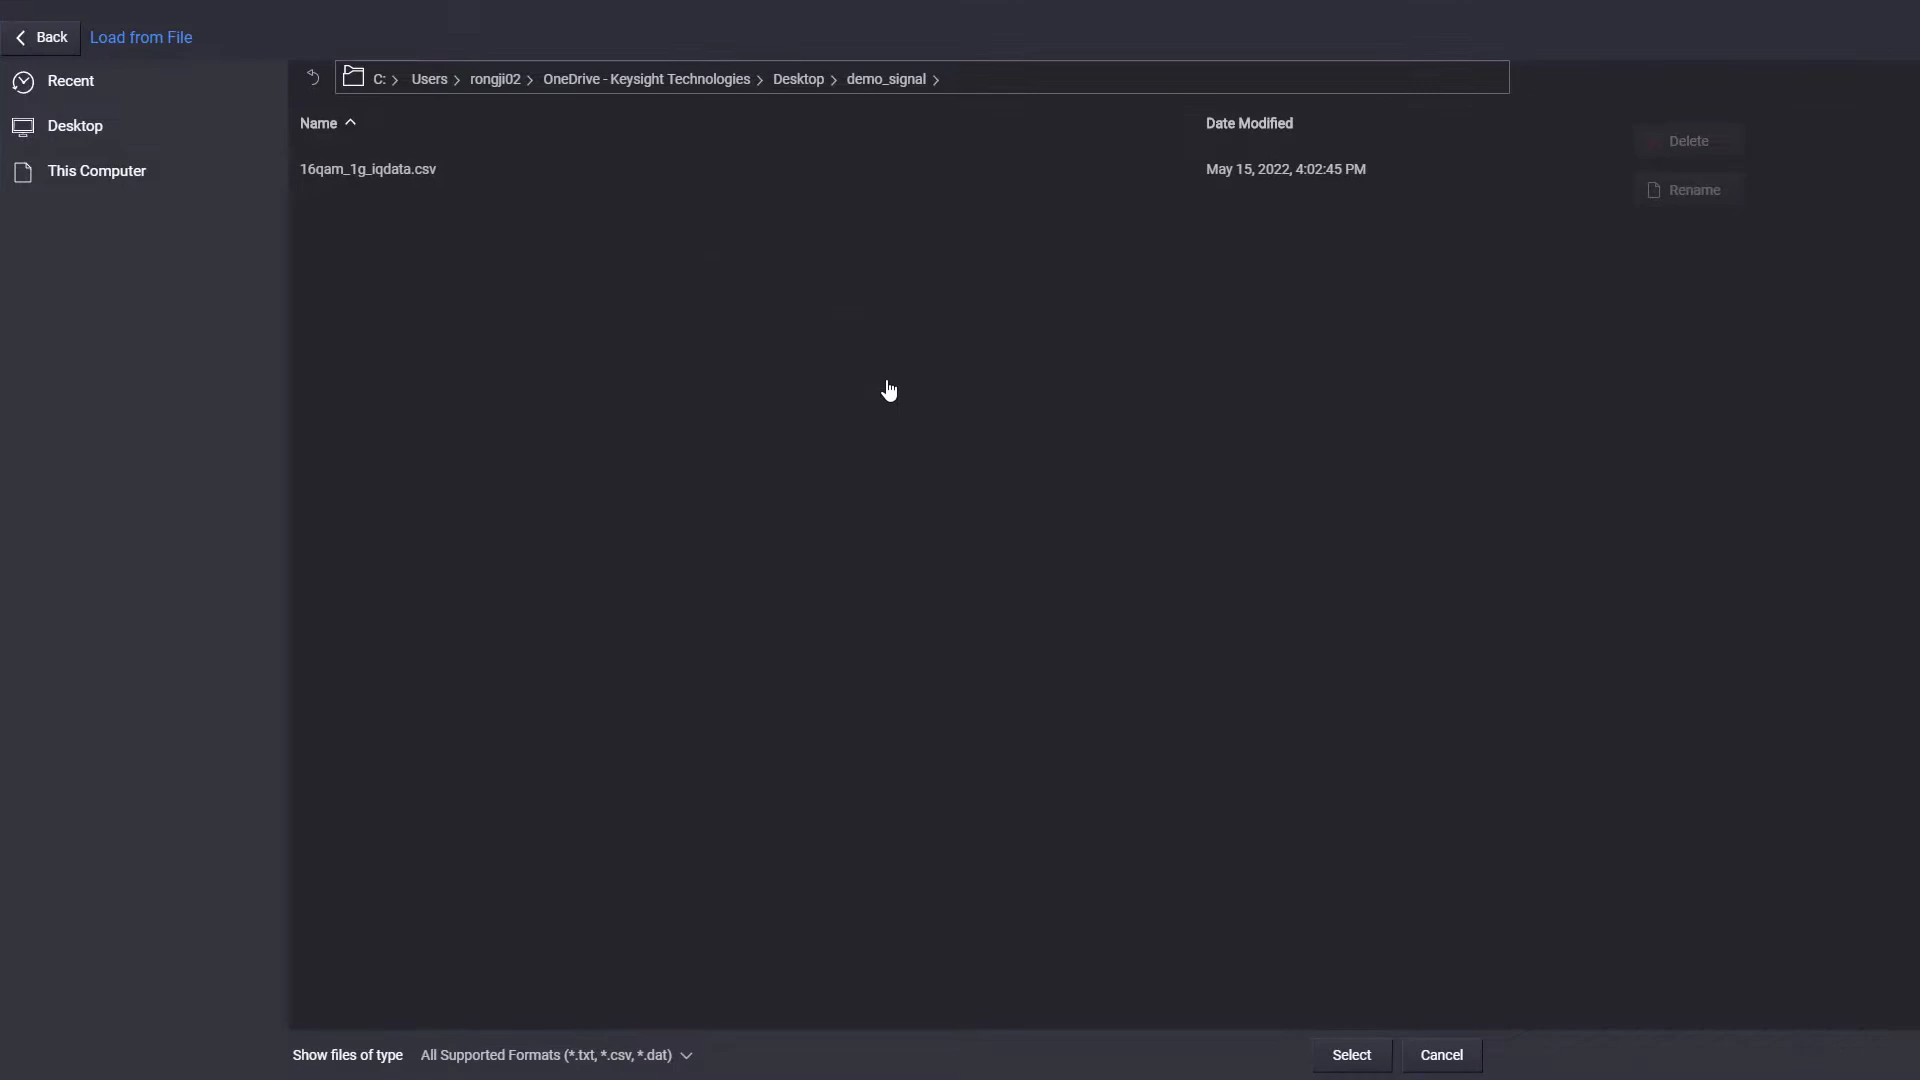 Back Load from File
Recent
Desktop
This Computer
C: Users rongji02 OneDrive - Keysight Technologies Desktop demo_signal
Name Date Modified
16qam_1g_iqdata.csv May 15, 2022, 4:02:45 PM
Delete
Rename
Show files of type All Supported Formats (*.txt, *.csv, *.dat) Select Cancel